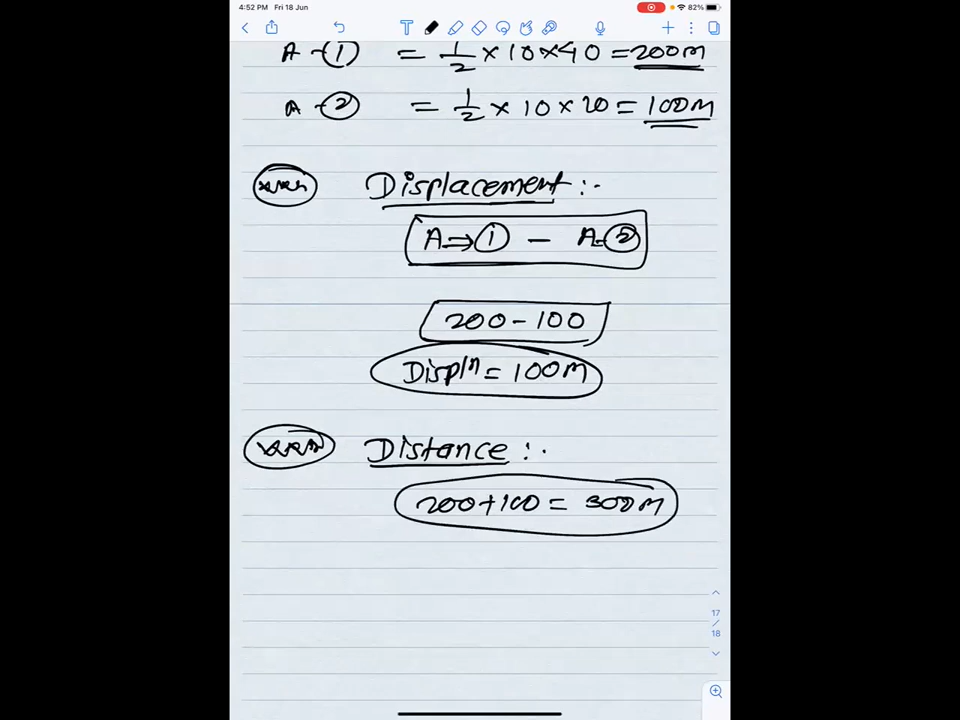 4:52 PM Fri 18 Jun 82%
A-① = 1/2 × 10 × 40 = 200M
A-② = 1/2 × 10 × 20 = 100M
Displacement :-
A⇒① - A-②
200 - 100
Displⁿ = 100M
Distance :-
200+100 = 300M
17
/
18